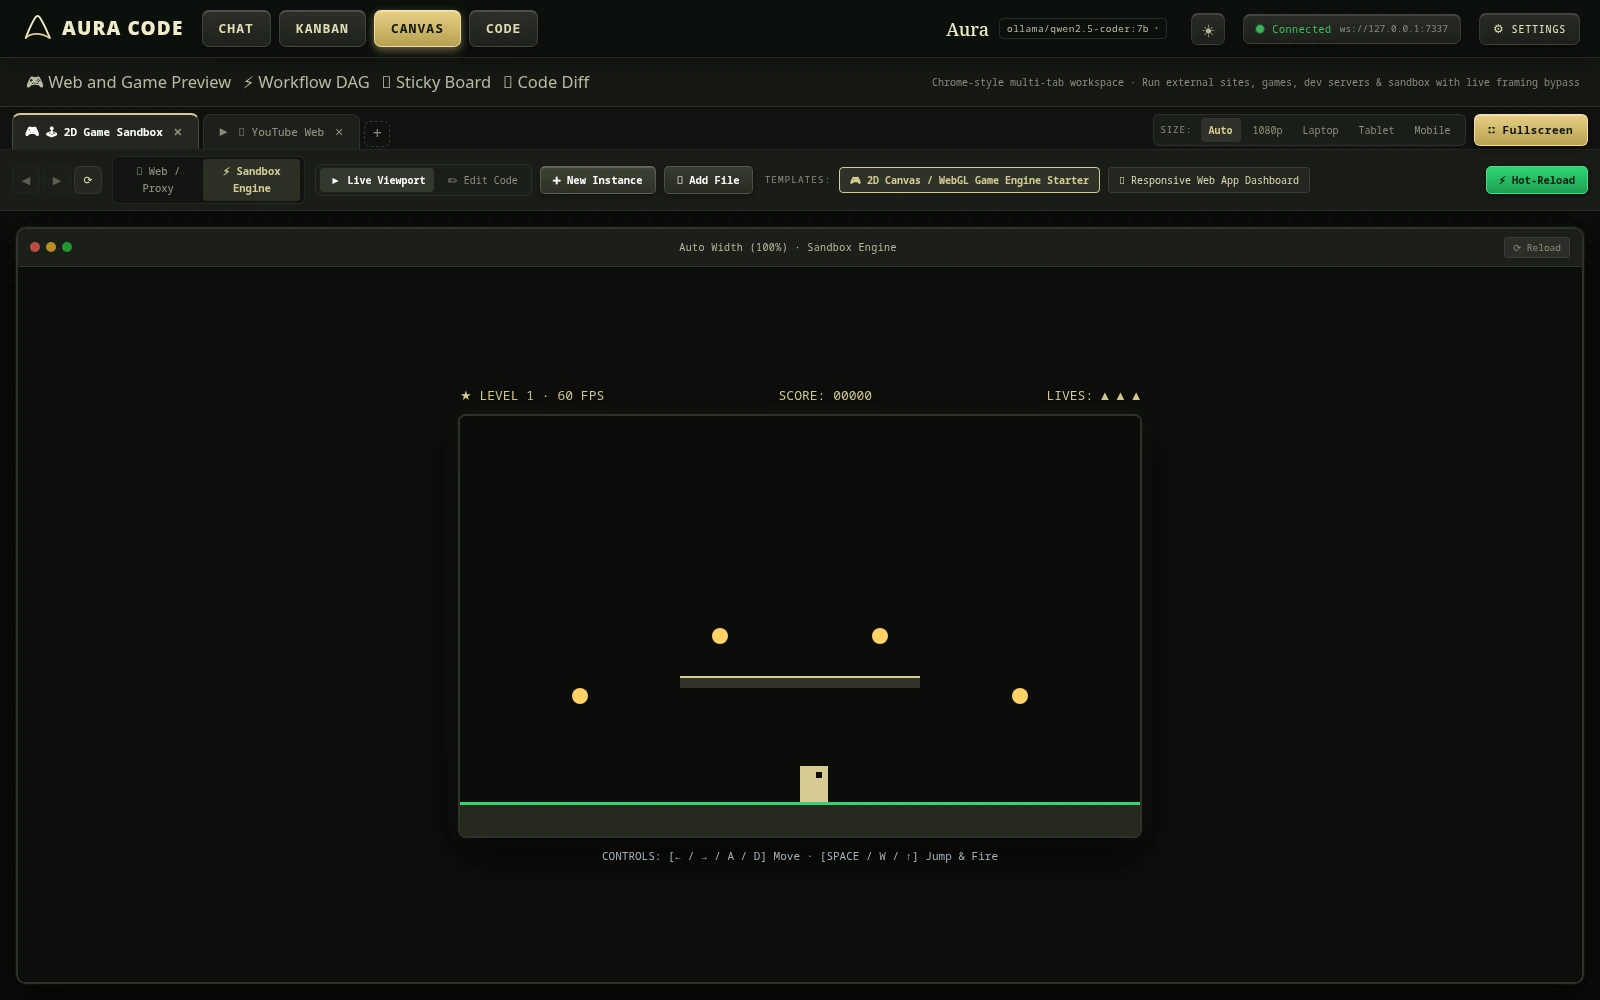 AURA CODE CHAT KANBAN CANVAS CODE Aura ollama/qwen2.5-coder:7b Connected ws://127.0.0.1:7337 SETTINGS
Web and Game Preview Workflow DAG Sticky Board Code Diff Chrome-style multi-tab workspace · Run external sites, games, dev servers & sandbox with live framing bypass
2D Game Sandbox × YouTube Web × + SIZE: Auto 1080p Laptop Tablet Mobile Fullscreen
Web / Proxy Sandbox Engine Live Viewport Edit Code + New Instance Add File TEMPLATES: 2D Canvas / WebGL Game Engine Starter Responsive Web App Dashboard Hot-Reload
Auto Width (100%) · Sandbox Engine Reload
★ LEVEL 1 · 60 FPS SCORE: 00000 LIVES: ▲ ▲ ▲
CONTROLS: [← / → / A / D] Move · [SPACE / W / ↑] Jump & Fire